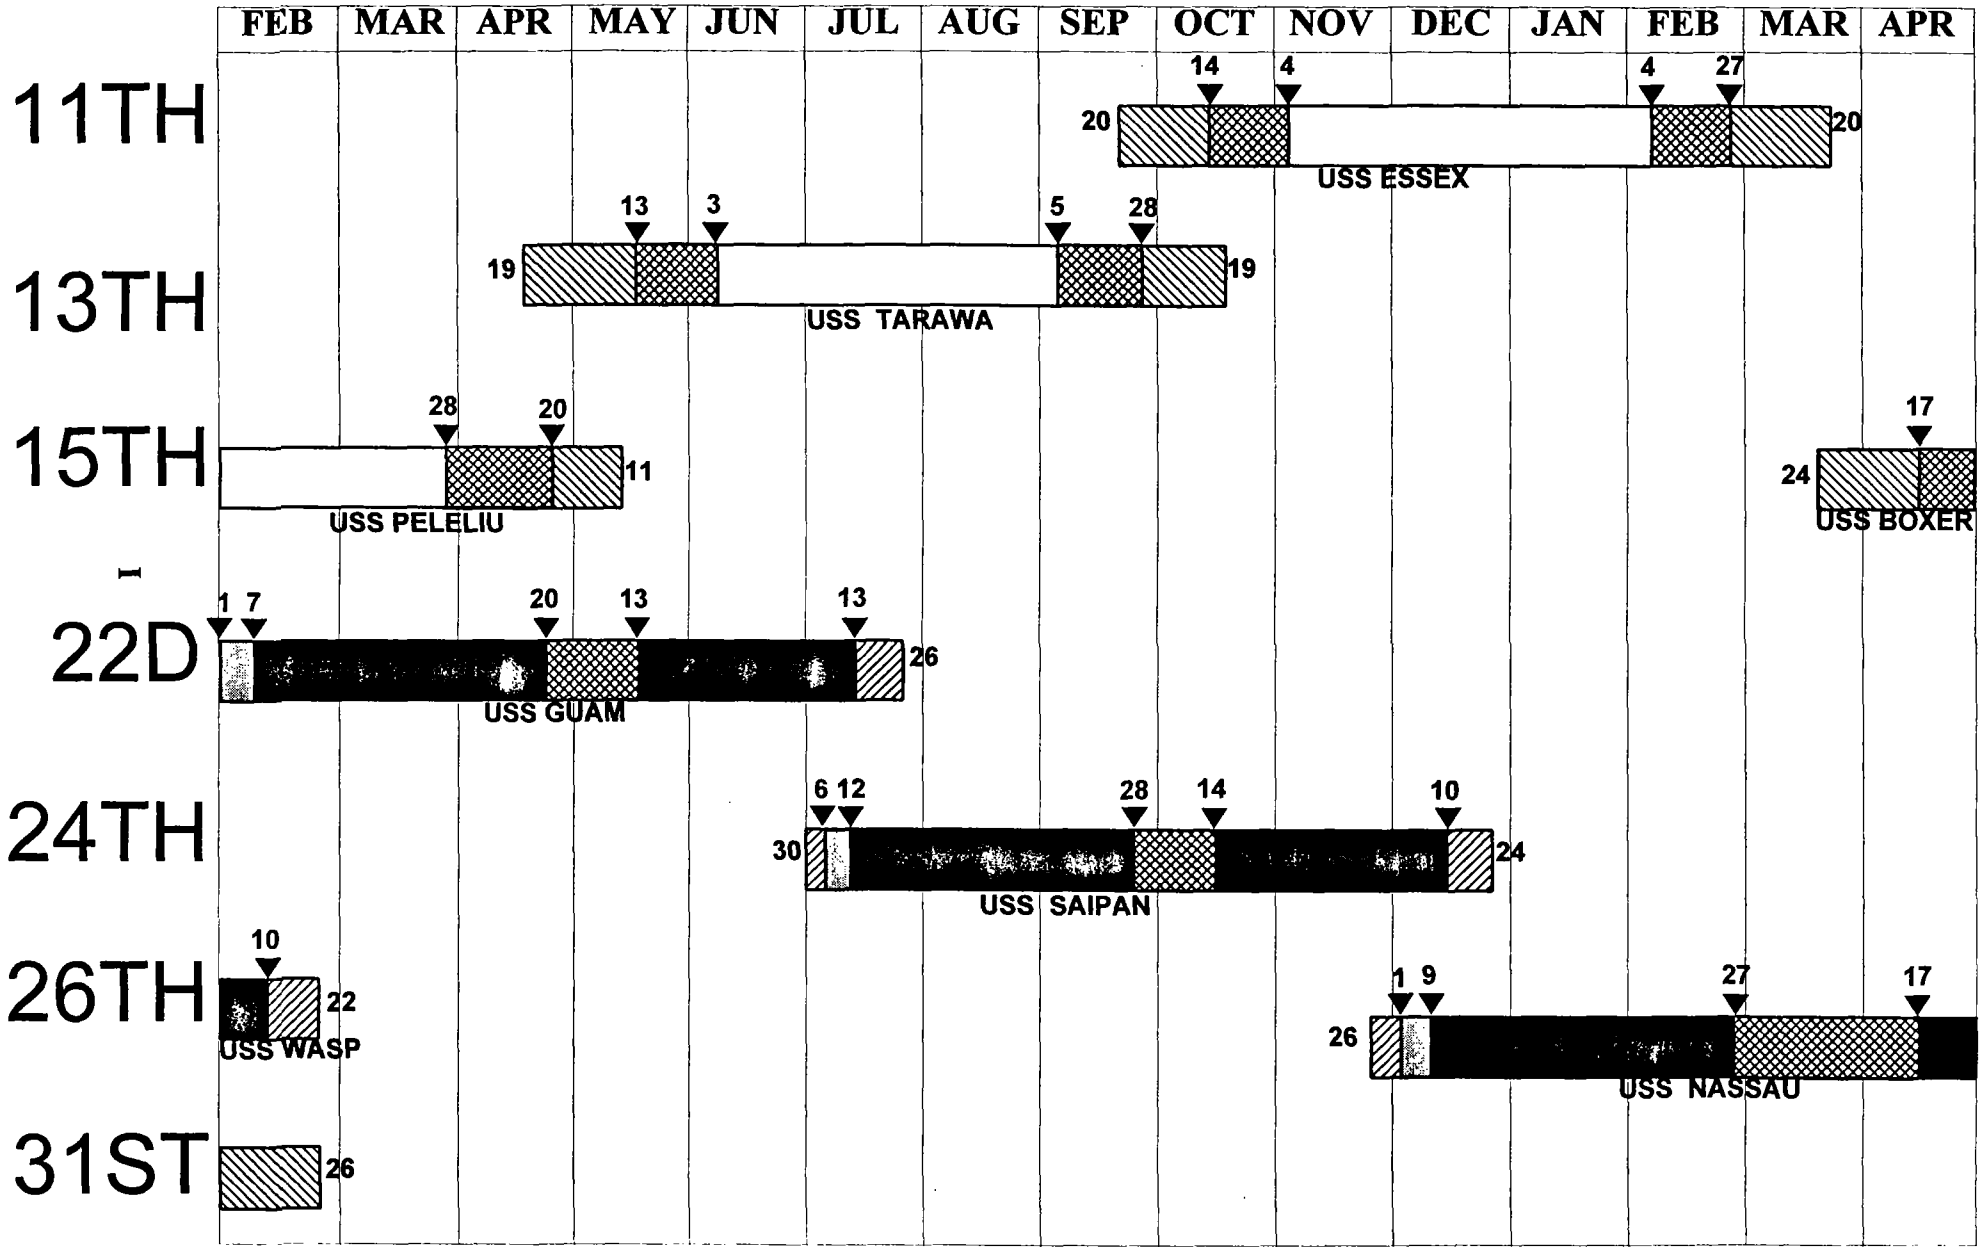 FEB MAR APR MAY JUN JUL AUG SEP OCT NOV DEC JAN FEB MAR APR
14 4 4 27
11TH 20 20
USS ESSEX
13 3 5 28
13TH 19 19
USS TARAWA
28 20 17
15TH 11 24
USS PELELIU USS BOXER
1 7 20 13 13
22D 26
USS GUAM
6 12 28 14 10
24TH 30 24
USS SAIPAN
10
26TH 22
USS WASP
1 9 27 17
26
USS NASSAU
31ST 26